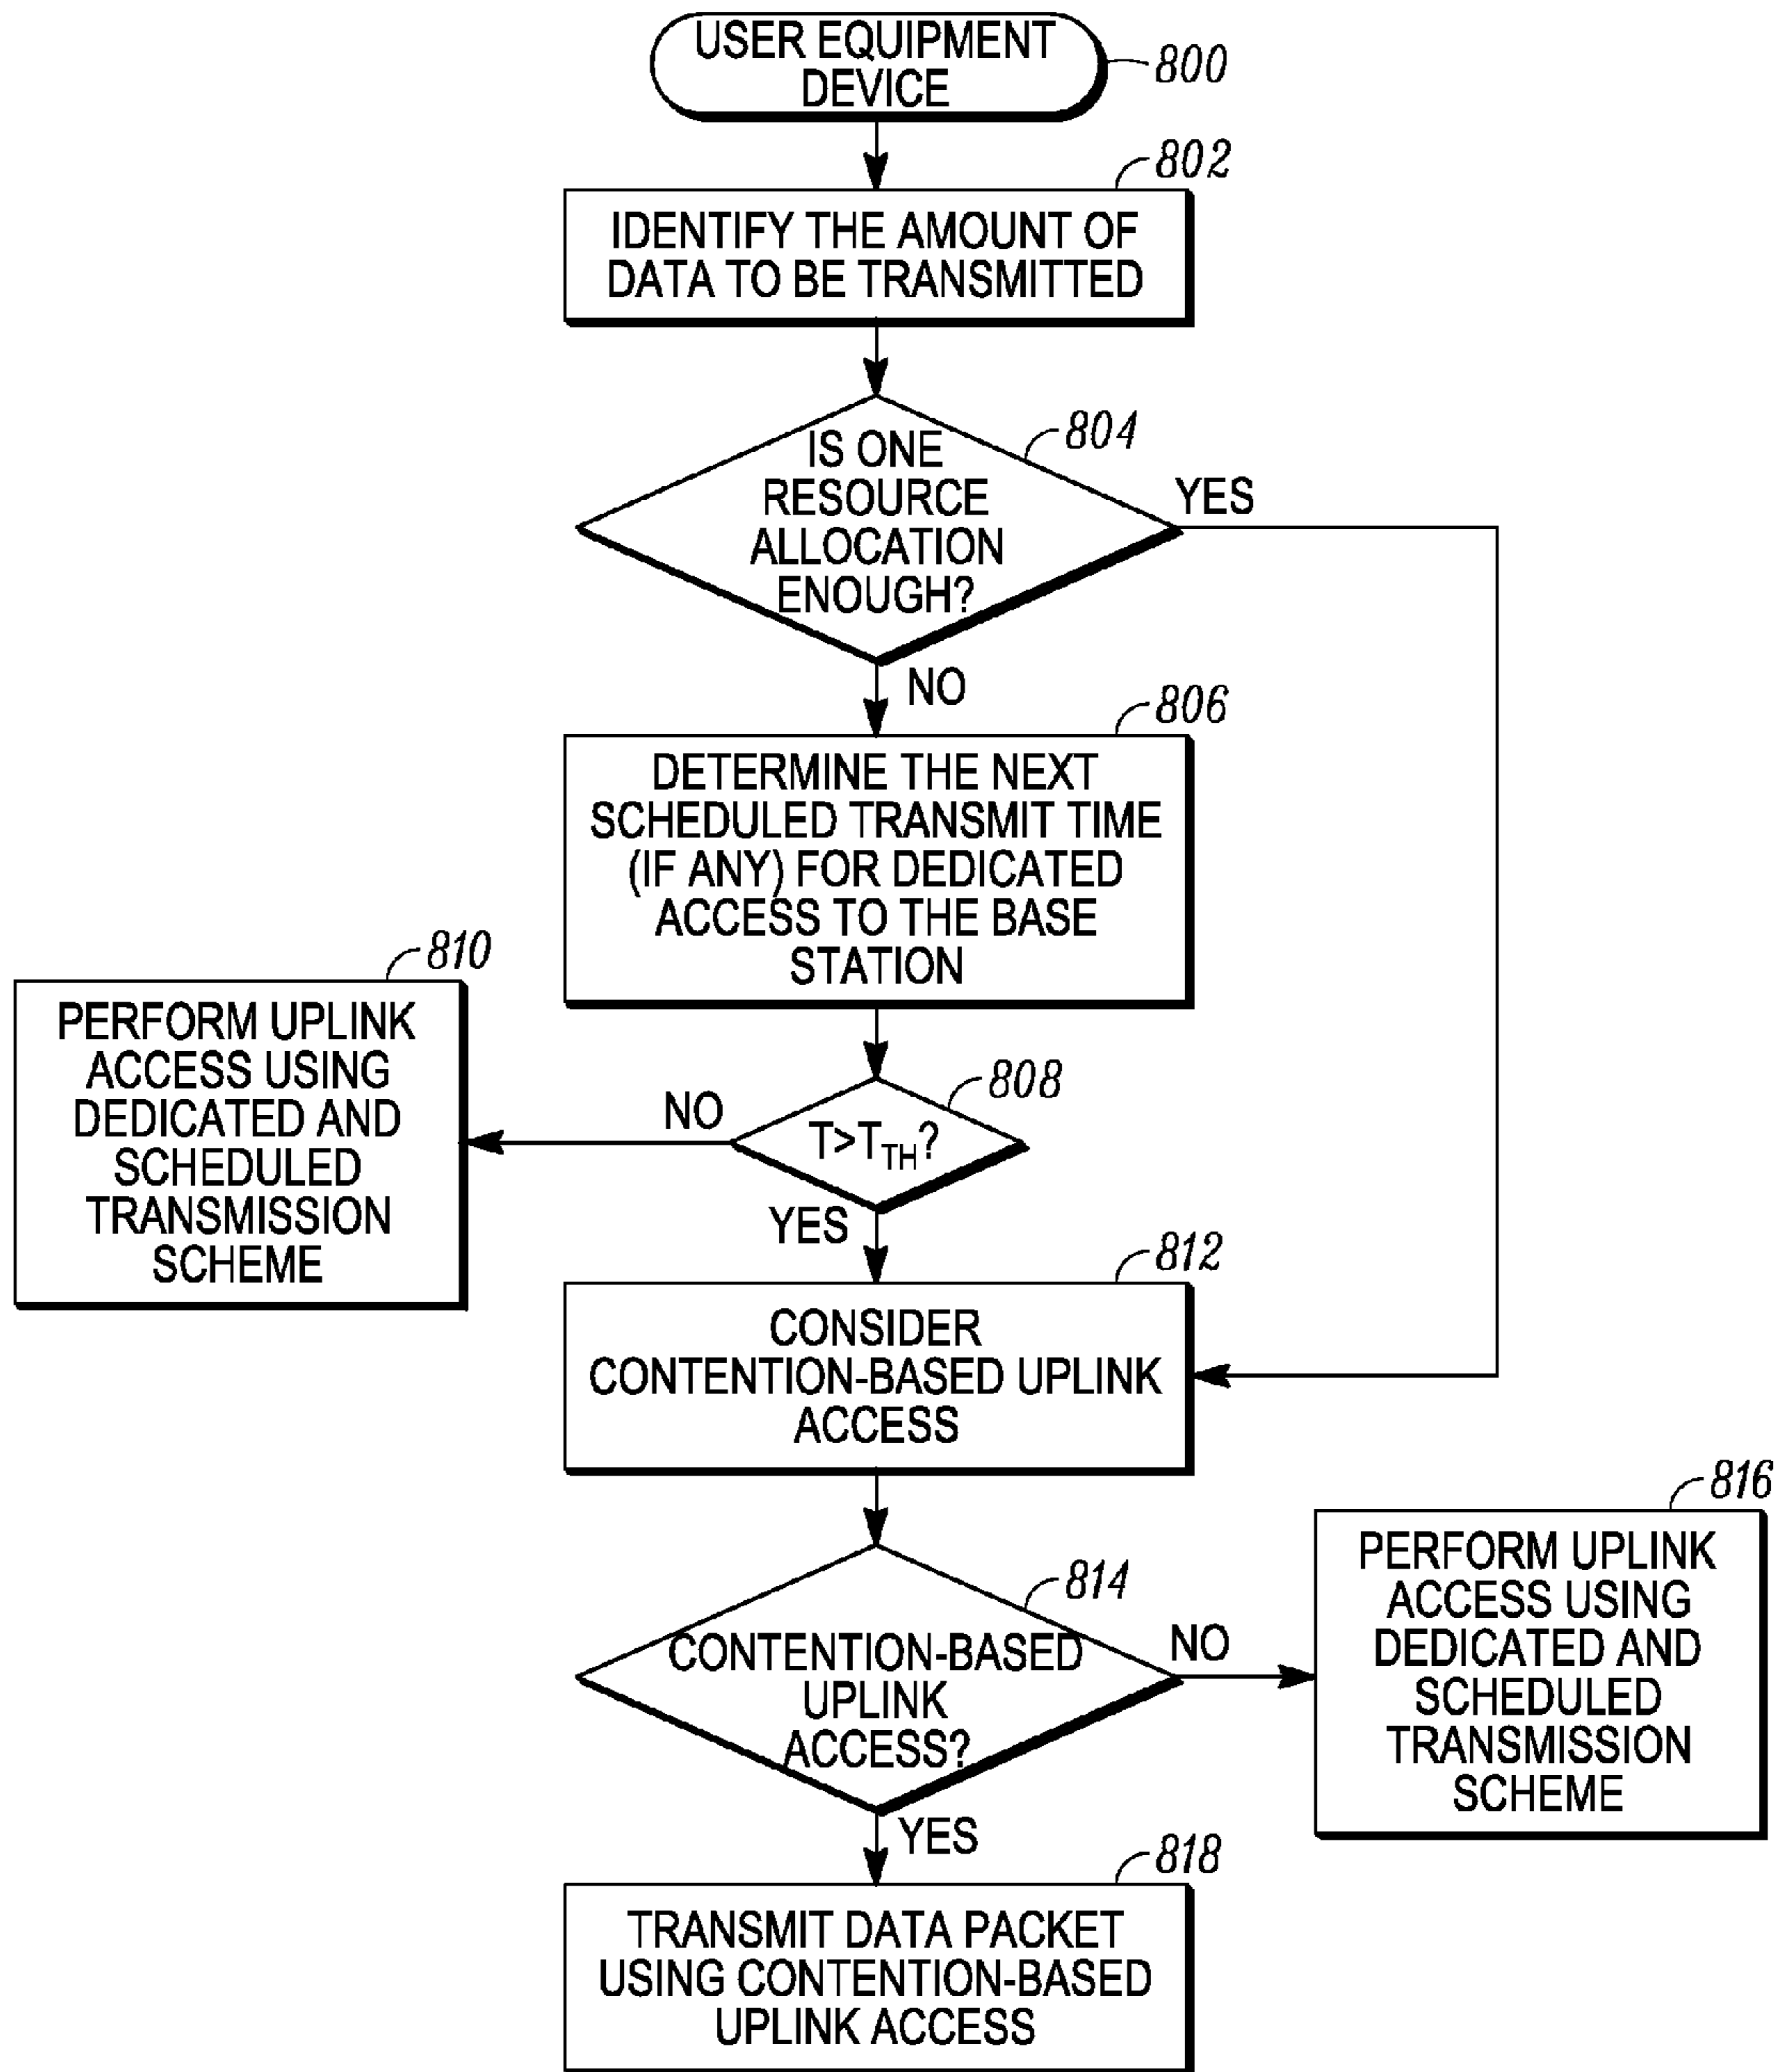 USER EQUIPMENT
DEVICE
800
802
IDENTIFY THE AMOUNT OF
DATA TO BE TRANSMITTED
804
IS ONE
RESOURCE
ALLOCATION
ENOUGH?
YES
NO
806
DETERMINE THE NEXT
SCHEDULED TRANSMIT TIME
(IF ANY) FOR DEDICATED
ACCESS TO THE BASE
STATION
810
PERFORM UPLINK
ACCESS USING
DEDICATED AND
SCHEDULED
TRANSMISSION
SCHEME
808
NO
T>TTH?
YES
812
CONSIDER
CONTENTION-BASED UPLINK
ACCESS
814
CONTENTION-BASED
UPLINK
ACCESS?
NO
816
PERFORM UPLINK
ACCESS USING
DEDICATED AND
SCHEDULED
TRANSMISSION
SCHEME
YES
818
TRANSMIT DATA PACKET
USING CONTENTION-BASED
UPLINK ACCESS